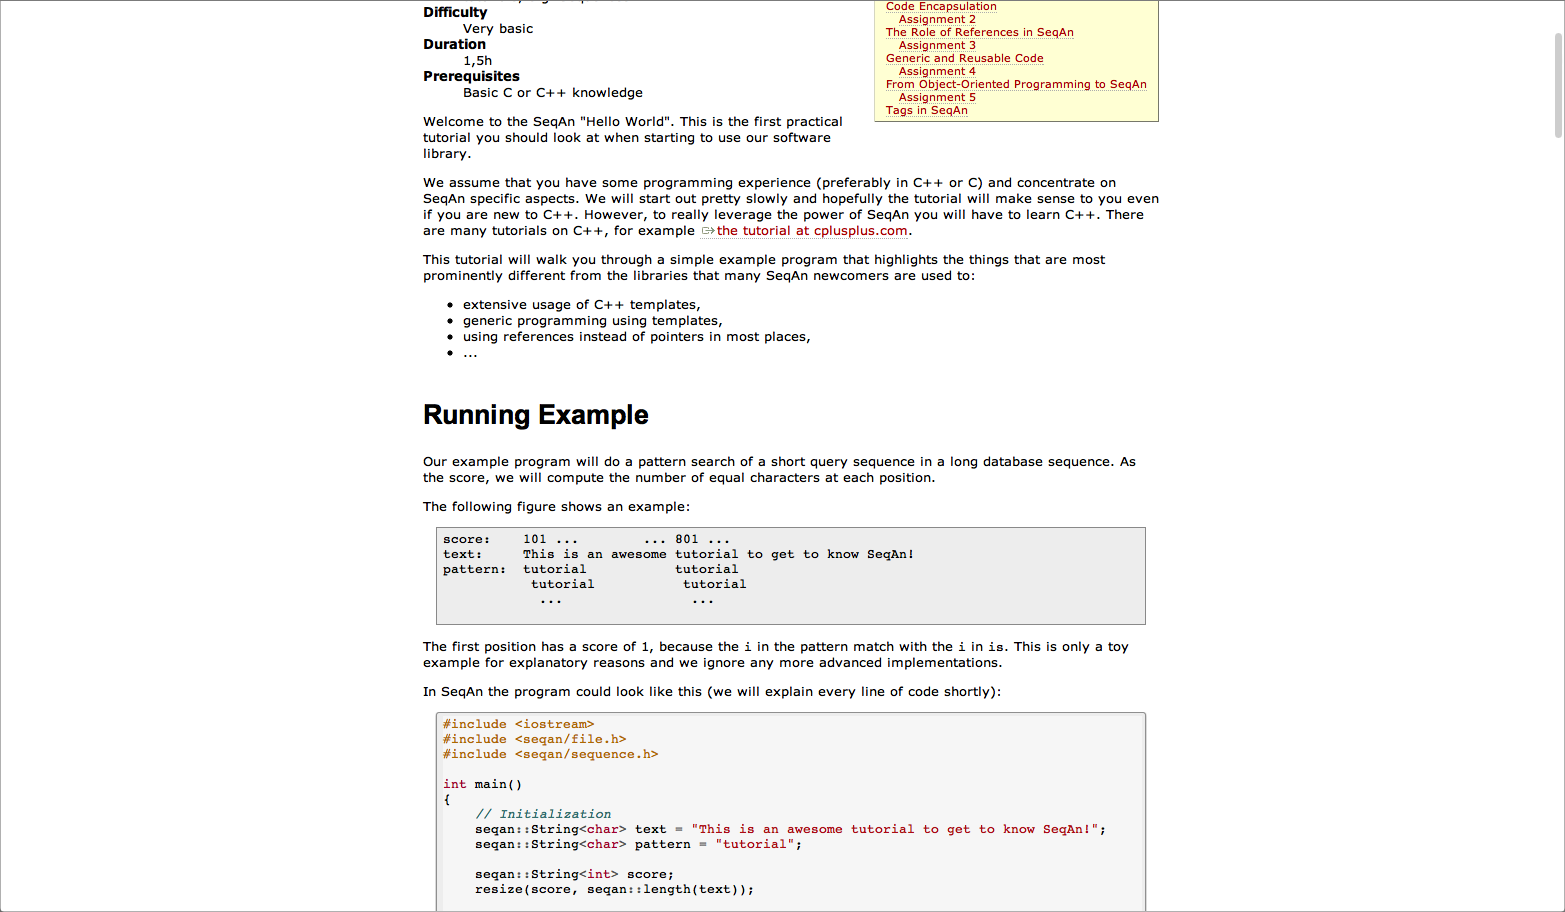 Difficulty
Very basic
Duration
1,5h
Prerequisites
Basic C or C++ knowledge
Code Encapsulation
Assignment 2
The Role of References in SeqAn
Assignment 3
Generic and Reusable Code
Assignment 4
From Object-Oriented Programming to SeqAn
Assignment 5
Tags in SeqAn
Welcome to the SeqAn "Hello World". This is the first practical
tutorial you should look at when starting to use our software
library.
We assume that you have some programming experience (preferably in C++ or C) and concentrate on
SeqAn specific aspects. We will start out pretty slowly and hopefully the tutorial will make sense to you even
if you are new to C++. However, to really leverage the power of SeqAn you will have to learn C++. There
are many tutorials on C++, for example the tutorial at cplusplus.com.
This tutorial will walk you through a simple example program that highlights the things that are most
prominently different from the libraries that many SeqAn newcomers are used to:
• extensive usage of C++ templates,
• generic programming using templates,
• using references instead of pointers in most places,
• ...
Running Example
Our example program will do a pattern search of a short query sequence in a long database sequence. As
the score, we will compute the number of equal characters at each position.
The following figure shows an example:
score:    101 ...        ... 801 ...
text:     This is an awesome tutorial to get to know SeqAn!
pattern:  tutorial           tutorial
           tutorial           tutorial
            ...                ...
The first position has a score of 1, because the i in the pattern match with the i in is. This is only a toy
example for explanatory reasons and we ignore any more advanced implementations.
In SeqAn the program could look like this (we will explain every line of code shortly):
#include <iostream>
#include <seqan/file.h>
#include <seqan/sequence.h>
int main()
{
    // Initialization
    seqan::String<char> text = "This is an awesome tutorial to get to know SeqAn!";
    seqan::String<char> pattern = "tutorial";
    seqan::String<int> score;
    resize(score, seqan::length(text));